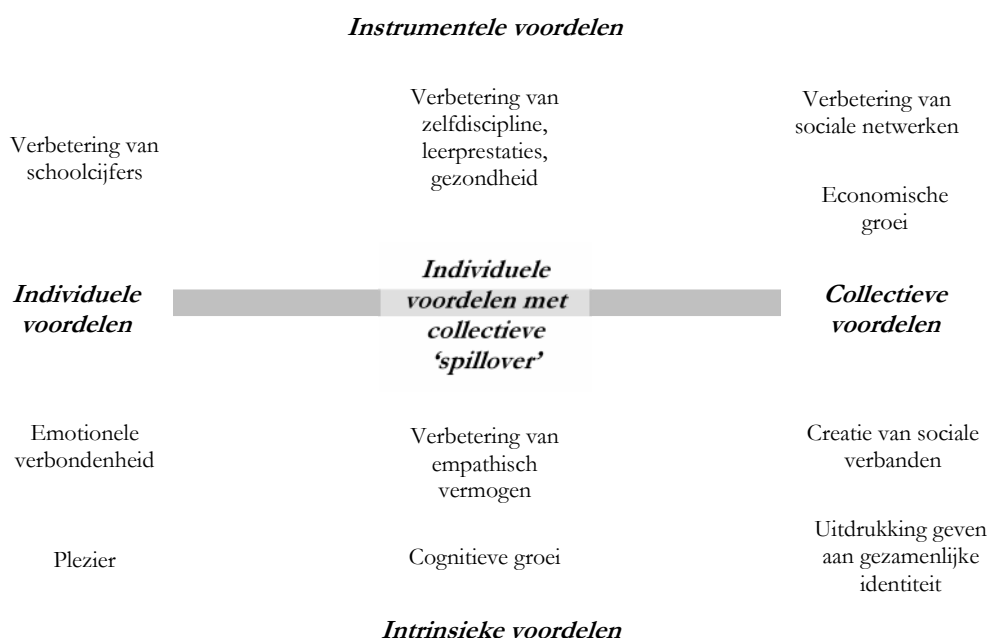 Instrumentele voordelen
Verbetering van
schoolcijfers
Verbetering van
zelfdiscipline,
leerprestaties,
gezondheid
Verbetering van
sociale netwerken
Economische
groei
Individuele
voordelen
Individuele
voordelen met
collectieve
‘spillover’
Collectieve
voordelen
Emotionele
verbondenheid
Verbetering van
empathisch
vermogen
Creatie van sociale
verbanden
Plezier
Cognitieve groei
Uitdrukking geven
aan gezamenlijke
identiteit
Intrinsieke voordelen